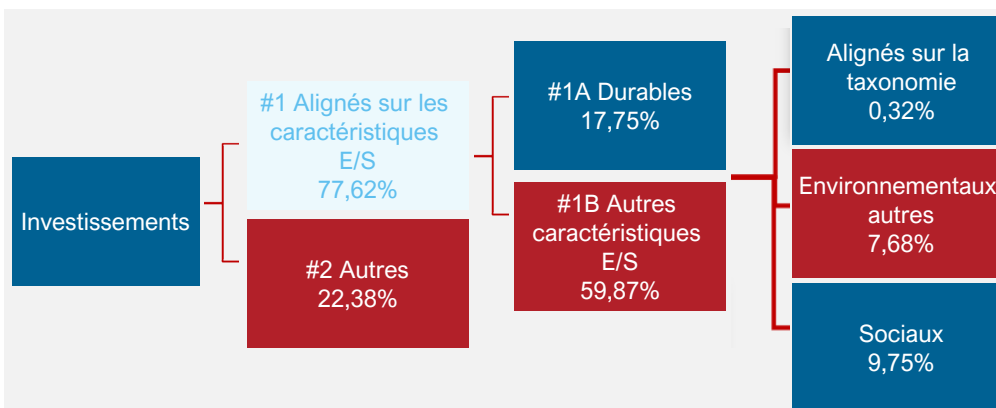 Investissements
#1 Alignés sur les
caractéristiques
E/S
77,62%
#2 Autres
22,38%
#1A Durables
17,75%
#1B Autres
caractéristiques
E/S
59,87%
Alignés sur la
taxonomie
0,32%
Environnementaux
autres
7,68%
Sociaux
9,75%